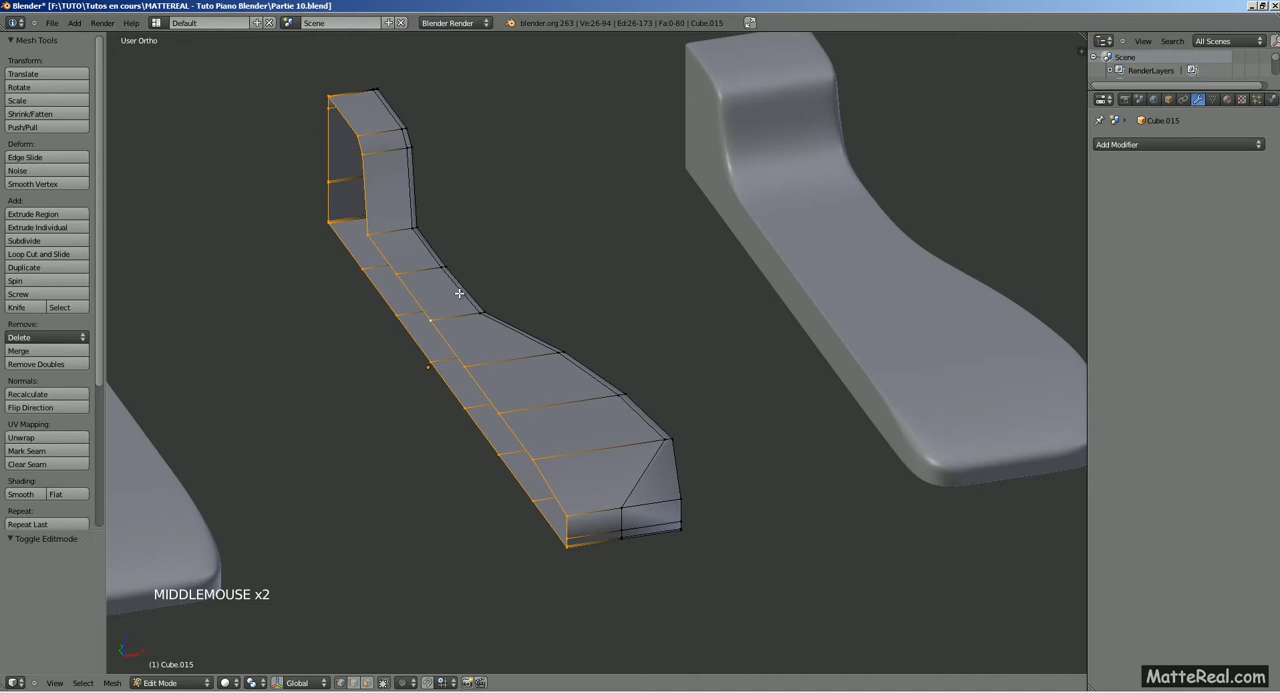 Blender* [F:\TUTO\Tutos en cours\MATTEREAL - Tuto Piano Blender\Partie 10.blend]
File Add Render Help Default Scene Blender Render blender.org 263 | Ve:26-94 | Ed:26-173 | Fa:0-80 | Cube.015
Mesh Tools
Transform:
Translate
Rotate
Scale
Shrink/Fatten
Push/Pull
Deform:
Edge Slide
Noise
Smooth Vertex
Add:
Extrude Region
Extrude Individual
Subdivide
Loop Cut and Slide
Duplicate
Spin
Screw
Knife Select
Remove:
Delete
Merge
Remove Doubles
Normals:
Recalculate
Flip Direction
UV Mapping:
Unwrap
Mark Seam
Clear Seam
Shading:
Smooth Flat
Repeat:
Repeat Last
Toggle Editmode
User Ortho
MIDDLEMOUSE x2
(1) Cube.015
View Select Mesh Edit Mode Global
View Search All Scenes
Scene
RenderLayers
Cube.015
Add Modifier
MatteReal.com